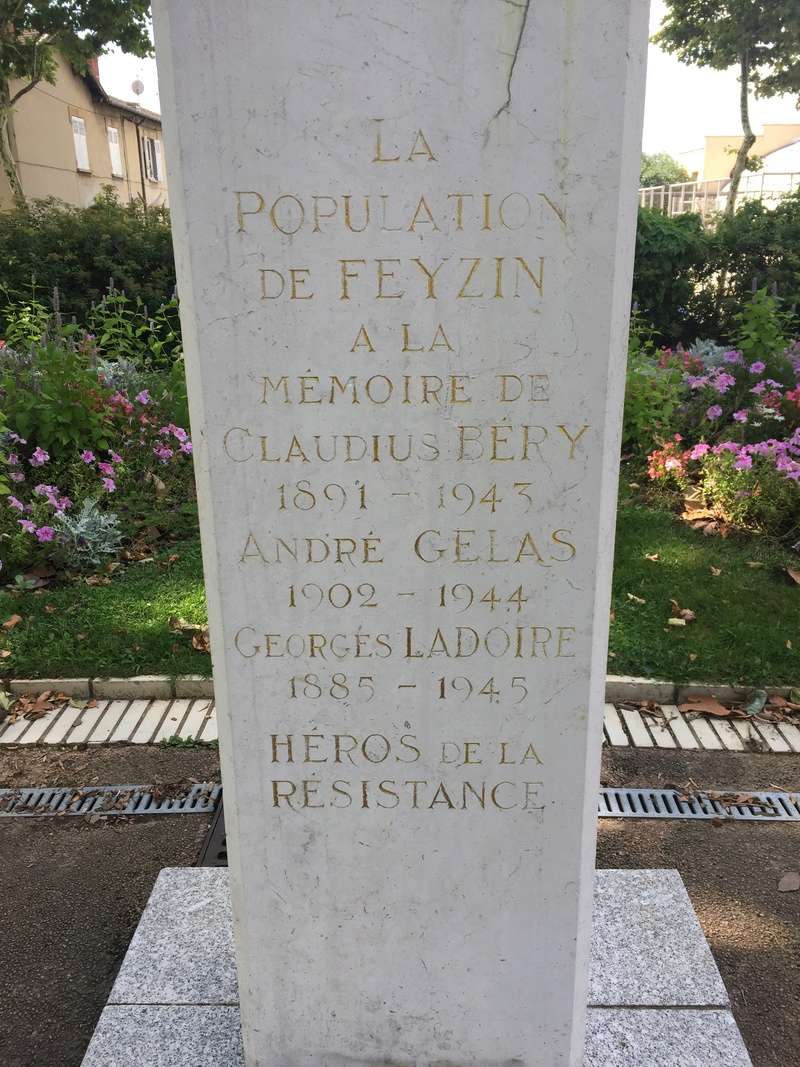 LA
POPULATION
DE FEYZIN
A LA
MÉMOIRE DE
CLAUDIUS BÉRY
1891 - 1943
ANDRÉ GELAS
1902 - 1944
GEORGES LADOIRE
1885 - 1945
HÉROS DE LA
RÉSISTANCE